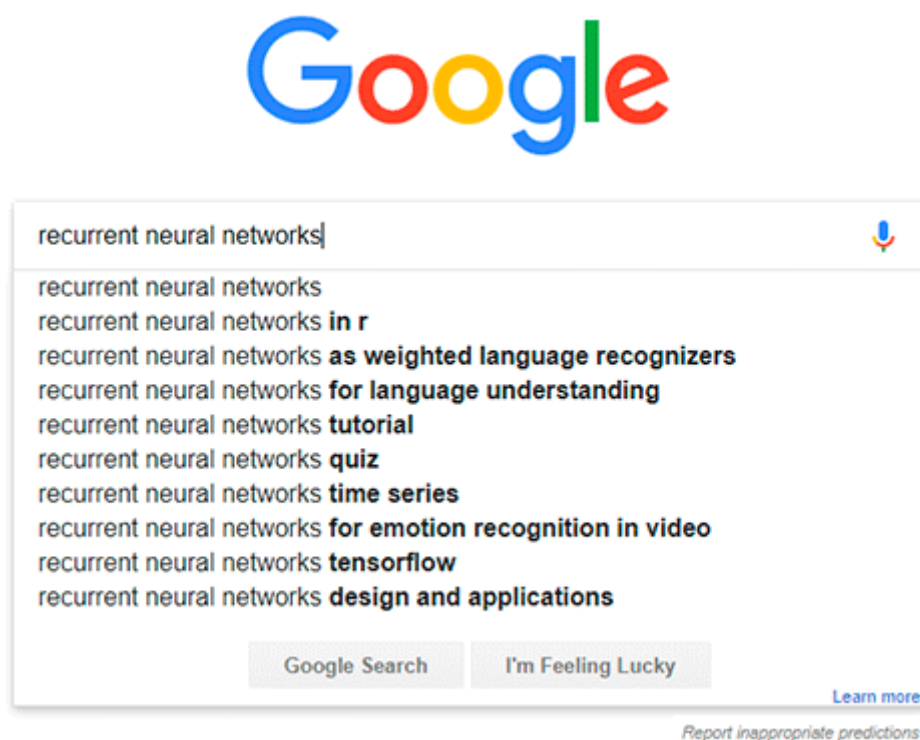 Google
recurrent neural networks
recurrent neural networks
recurrent neural networks in r
recurrent neural networks as weighted language recognizers
recurrent neural networks for language understanding
recurrent neural networks tutorial
recurrent neural networks quiz
recurrent neural networks time series
recurrent neural networks for emotion recognition in video
recurrent neural networks tensorflow
recurrent neural networks design and applications
Google Search I'm Feeling Lucky
Learn more
Report inappropriate predictions